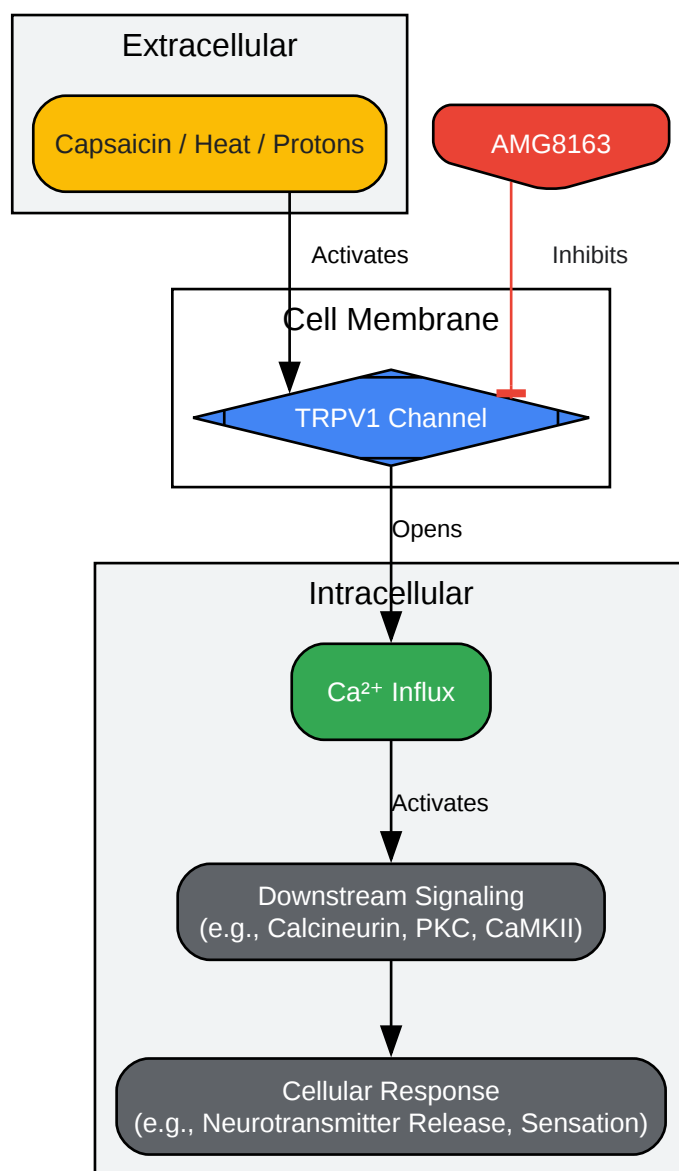 Extracellular
Capsaicin / Heat / Protons
AMG8163
Activates
Inhibits
Cell Membrane
TRPV1 Channel
Opens
Intracellular
Ca²⁺ Influx
Activates
Downstream Signaling
(e.g., Calcineurin, PKC, CaMKII)
Cellular Response
(e.g., Neurotransmitter Release, Sensation)